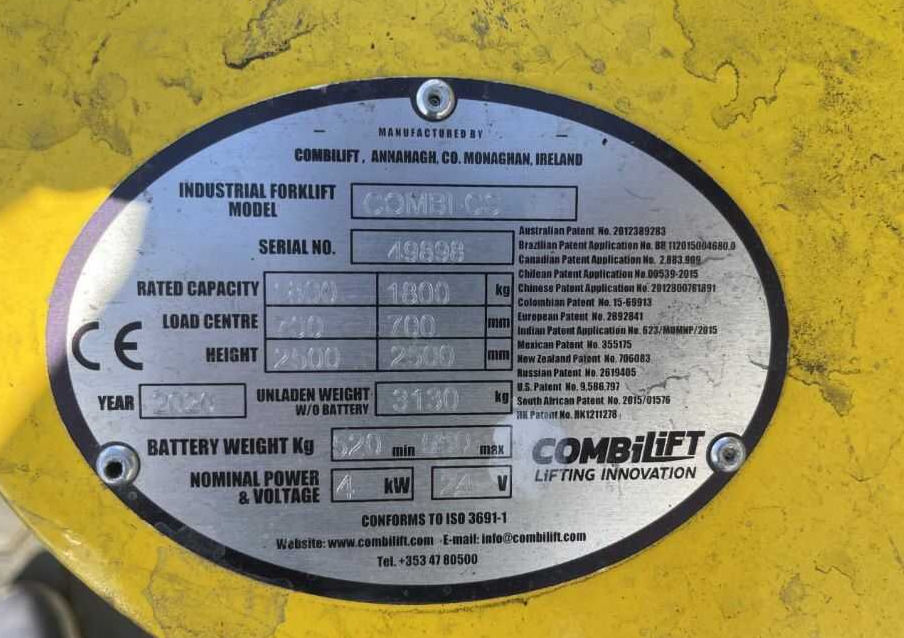 MANUFACTURED BY
COMBILIFT, ANNAHAGH, CO. MONAGHAN, IRELAND
INDUSTRIAL FORKLIFT MODEL COMBI-CS
SERIAL NO. 49898
RATED CAPACITY 1800 kg
LOAD CENTRE 700 mm
HEIGHT 2500 2500 mm
CE
YEAR 2020 UNLADEN WEIGHT W/O BATTERY 3130 kg
BATTERY WEIGHT Kg 520 min max
NOMINAL POWER & VOLTAGE 4 kW 24 V
Australian Patent No. 2012389283
Brazilian Patent Application No. BR 112015004680.0
Canadian Patent Application No. 2,883,909
Chilean Patent Application No.00539-2015
Chinese Patent Application No. 2012800761891
Colombian Patent No. 15-69913
European Patent No. 2892841
Indian Patent Application No. 623/MUMNP/2015
Mexican Patent No. 355175
New Zealand Patent No. 706083
Russian Patent No. 2619405
U.S. Patent No. 9,586,797
South African Patent No. 2015/01576
HK Patent No. HK1211278
COMBiLiFT
LIFTING INNOVATION
CONFORMS TO ISO 3691-1
Website: www.combilift.com E-mail: info@combilift.com
Tel. +353 47 80500